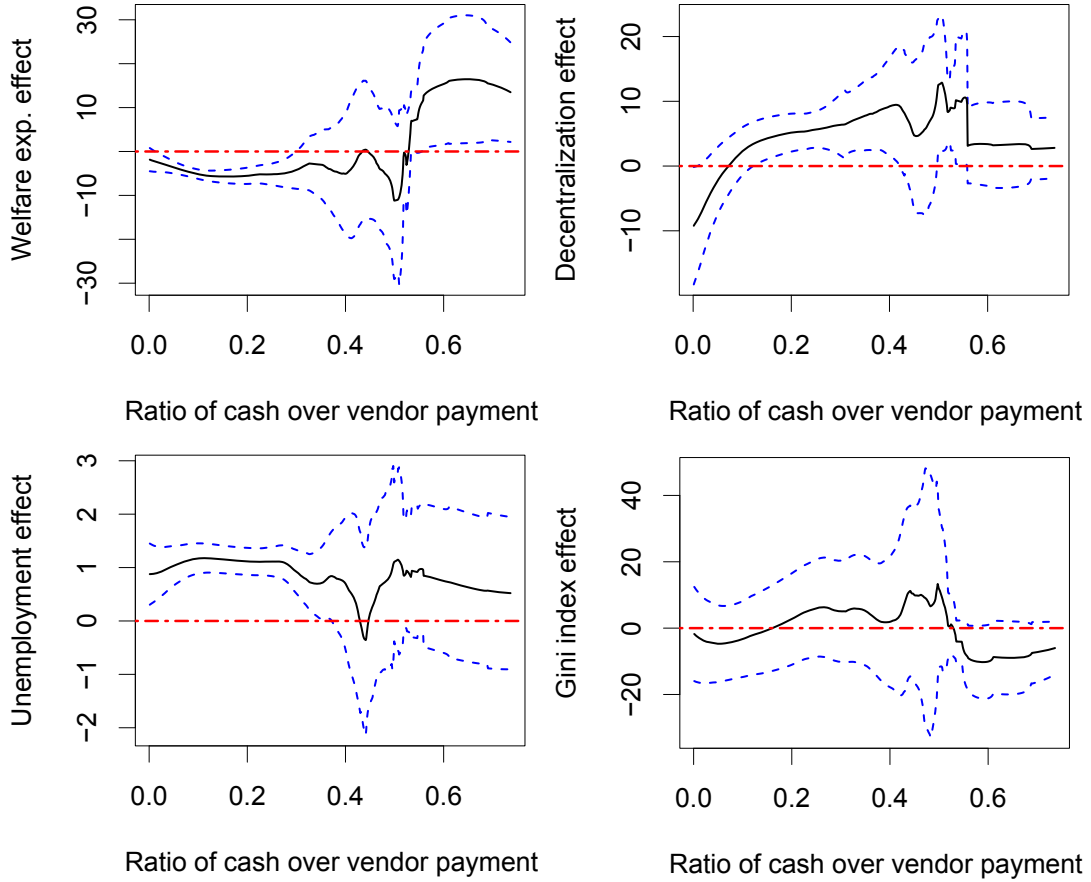 Welfare exp. effect
30
10
−10
−30
0.0 0.2 0.4 0.6
Ratio of cash over vendor payment
Decentralization effect
20
10
0
−10
0.0 0.2 0.4 0.6
Ratio of cash over vendor payment
Unemployment effect
3
2
1
0
−1
−2
0.0 0.2 0.4 0.6
Ratio of cash over vendor payment
Gini index effect
40
20
0
−20
0.0 0.2 0.4 0.6
Ratio of cash over vendor payment